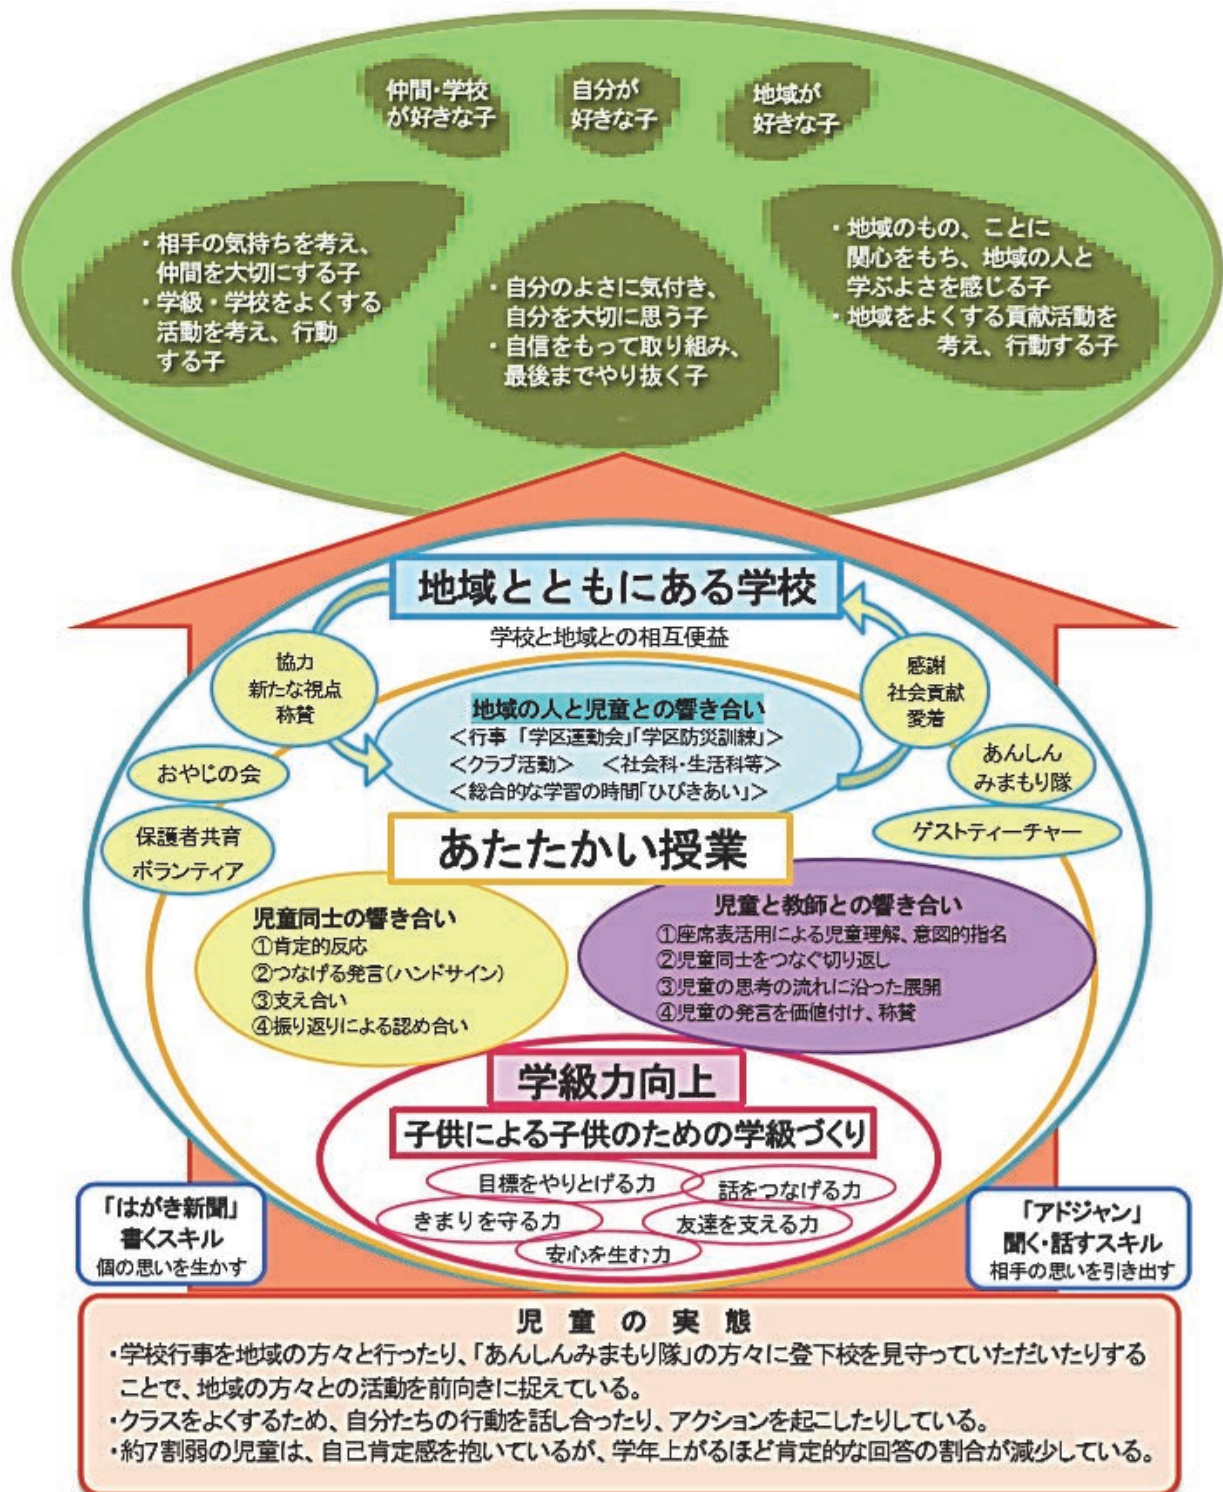 仲間・学校
が好きな子
自分が
好きな子
地域が
好きな子
・相手の気持ちを考え、
仲間を大切にする子
・学級・学校をよくする
活動を考え、行動
する子
・自分のよさに気付き、
自分を大切に思う子
・自信をもって取り組み、
最後までやり抜く子
・地域のもの、ことに
関心をもち、地域の人と
学ぶよさを感じる子
・地域をよくする貢献活動を
考え、行動する子
地域とともにある学校
学校と地域との相互便益
協力
新たな視点
称賛
感謝
社会貢献
愛着
地域の人と児童との響き合い
＜行事「学区運動会」「学区防災訓練」＞
＜クラブ活動＞ ＜社会科・生活科等＞
＜総合的な学習の時間「ひびきあい」＞
おやじの会
保護者共育
ボランティア
あんしん
みまもり隊
ゲストティーチャー
あたたかい授業
児童同士の響き合い
①肯定的反応
②つなげる発言（ハンドサイン）
③支え合い
④振り返りによる認め合い
児童と教師との響き合い
①座席表活用による児童理解、意図的指名
②児童同士をつなぐ切り返し
③児童の思考の流れに沿った展開
④児童の発言を価値付け、称賛
学級力向上
子供による子供のための学級づくり
目標をやりとげる力
話をつなげる力
きまりを守る力
友達を支える力
安心を生む力
「はがき新聞」
書くスキル
個の思いを生かす
「アドジャン」
聞く・話すスキル
相手の思いを引き出す
児童の実態
・学校行事を地域の方々と行ったり、「あんしんみまもり隊」の方々に登下校を見守っていただいたりする
ことで、地域の方々との活動を前向きに捉えている。
・クラスをよくするため、自分たちの行動を話し合ったり、アクションを起こしたりしている。
・約7割弱の児童は、自己肯定感を抱いているが、学年上がるほど肯定的な回答の割合が減少している。